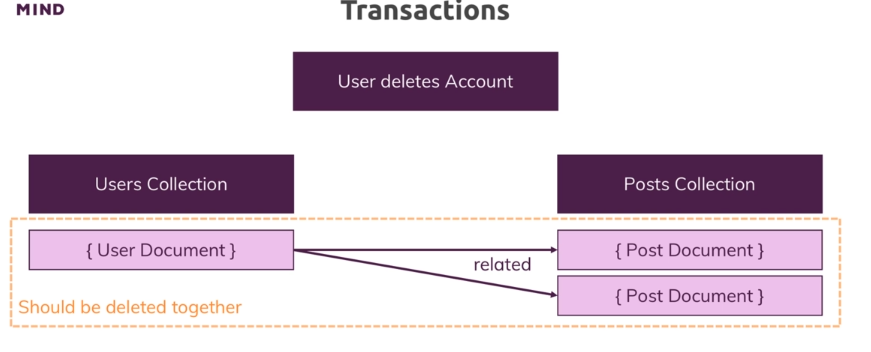 MIND
Transactions
User deletes Account
Users Collection
Posts Collection
{ User Document }
{ Post Document }
related
{ Post Document }
Should be deleted together